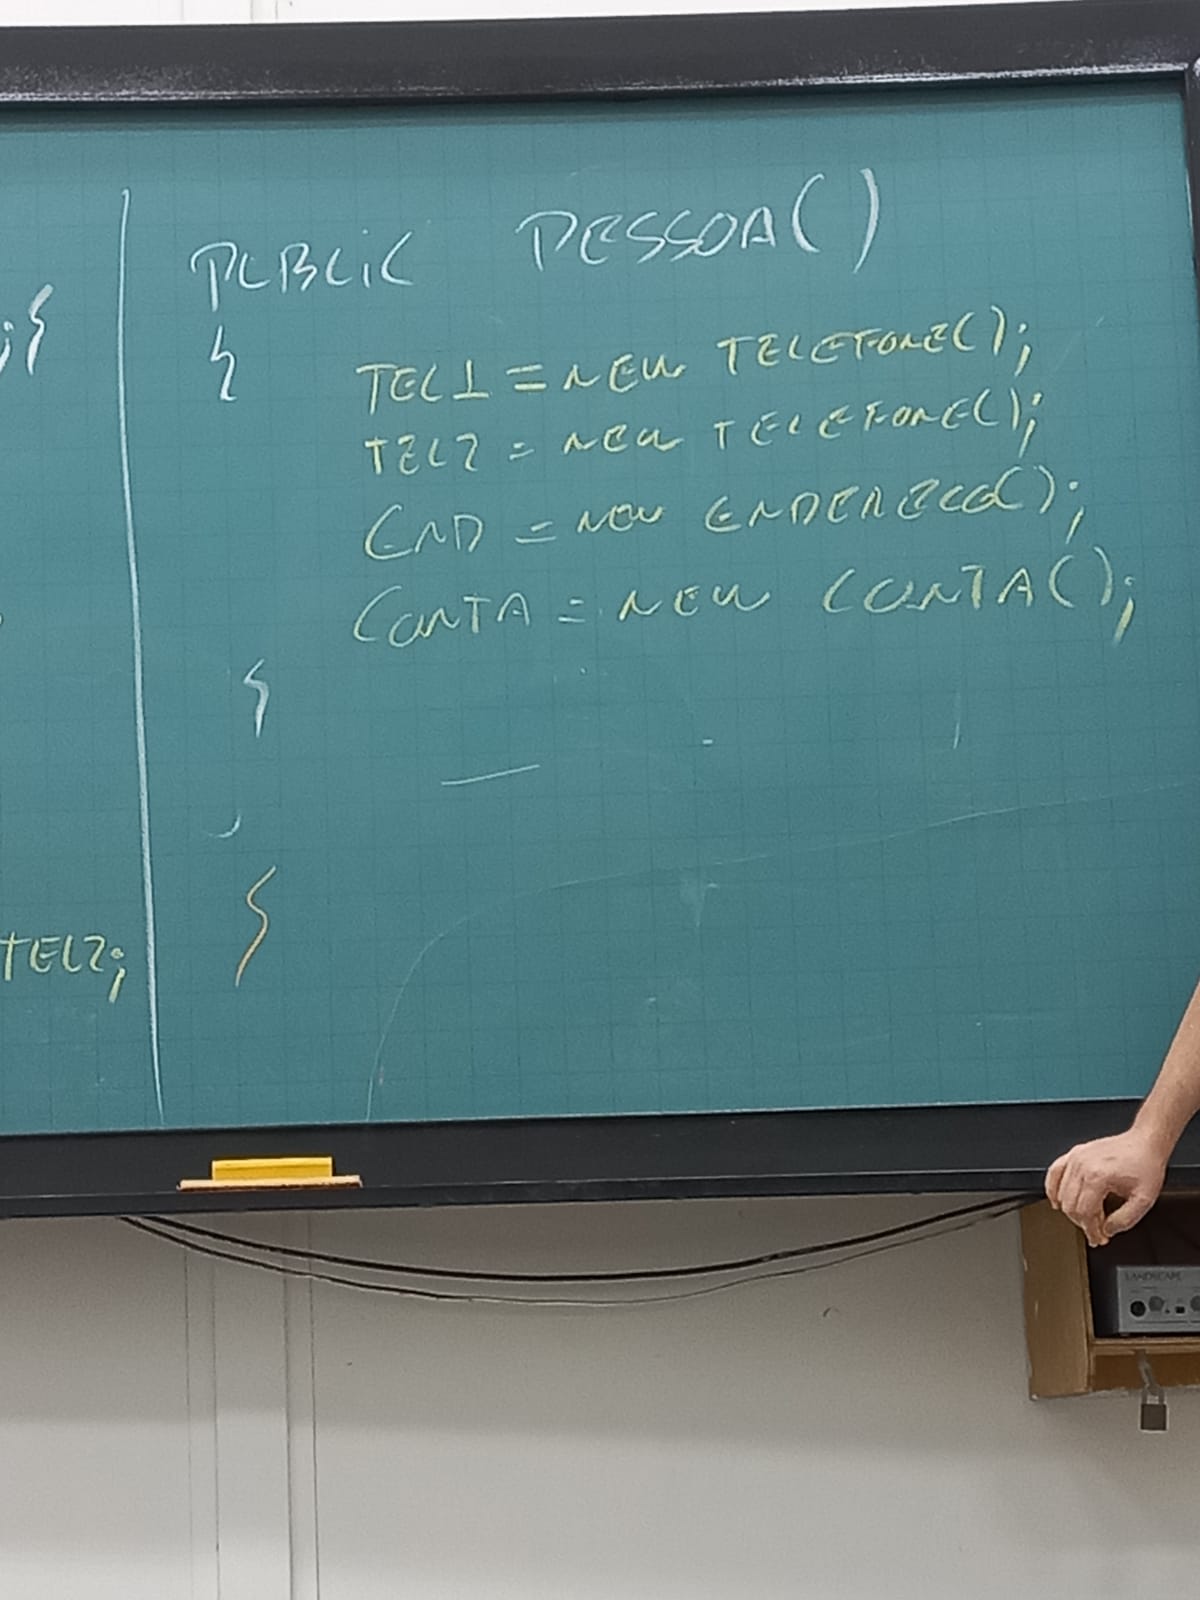 PUBLIC PESSOA()
{
TEL1 = NEW TELEFONE();
TEL2 = NEW TELEFONE();
END = NEW ENDERECO();
CONTA = NEW CONTA();
}
}
;}
TEL2;
LANDSCAPE